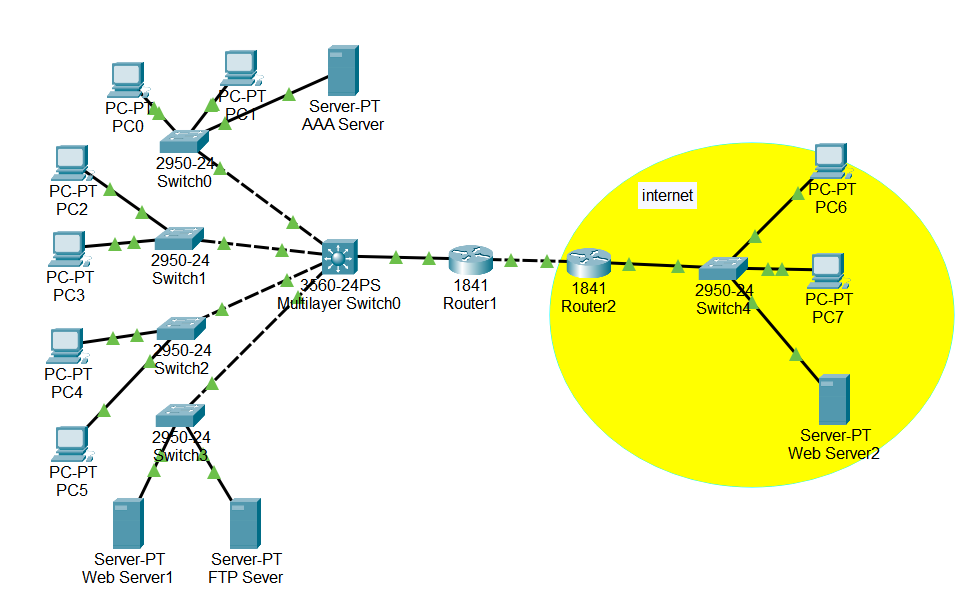 PC-PT
PC0
PC-PT
PC1
Server-PT
AAA Server
2950-24
Switch0
PC-PT
PC2
PC-PT
PC3
2950-24
Switch1
3560-24PS
Multilayer Switch0
1841
Router1
1841
Router2
internet
PC-PT
PC6
2950-24
Switch4
PC-PT
PC7
Server-PT
Web Server2
2950-24
Switch2
PC-PT
PC4
PC-PT
PC5
2950-24
Switch3
Server-PT
Web Server1
Server-PT
FTP Sever